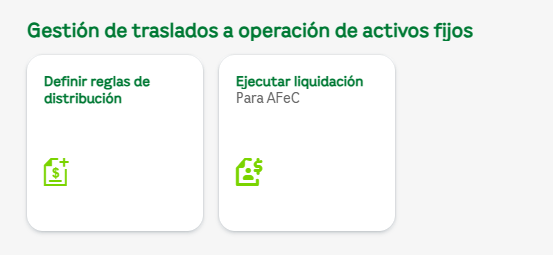 Gestión de traslados a operación de activos fijos
Definir reglas de
distribución
Ejecutar liquidación
Para AFeC